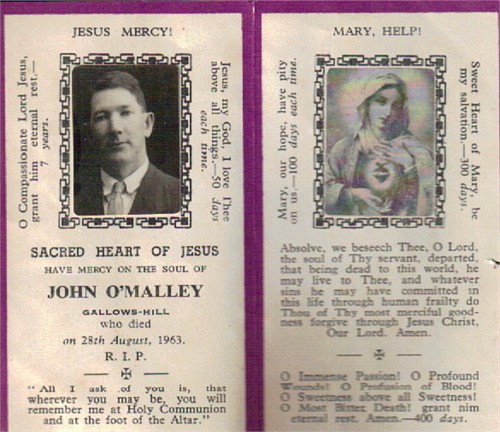 JESUS MERCY!
O Compassionate Lord Jesus,
grant him eternal rest.—
7 years.
Jesus, my God, I love Thee
above all things.—50 days
each time.
SACRED HEART OF JESUS
HAVE MERCY ON THE SOUL OF
JOHN O'MALLEY
GALLOWS-HILL
who died
on 28th August, 1963.
R. I. P.
"All I ask of you is, that
wherever you may be, you will
remember me at Holy Communion
and at the foot of the Altar."
MARY, HELP!
Mary, our hope, have pity
on us.—100 days each time.
Sweet Heart of Mary, be
my salvation.—300 days.
Absolve, we beseech Thee, O Lord,
the soul of Thy servant, departed,
that being dead to this world, he
may live to Thee, and whatever
sins he may have committed in
this life through human frailty do
Thou of Thy most merciful good-
ness forgive through Jesus Christ,
Our Lord. Amen.
O Immense Passion! O Profound
Wounds! O Profusion of Blood!
O Sweetness above all Sweetness!
O Most Bitter Death! grant him
eternal rest. Amen.—400 days.